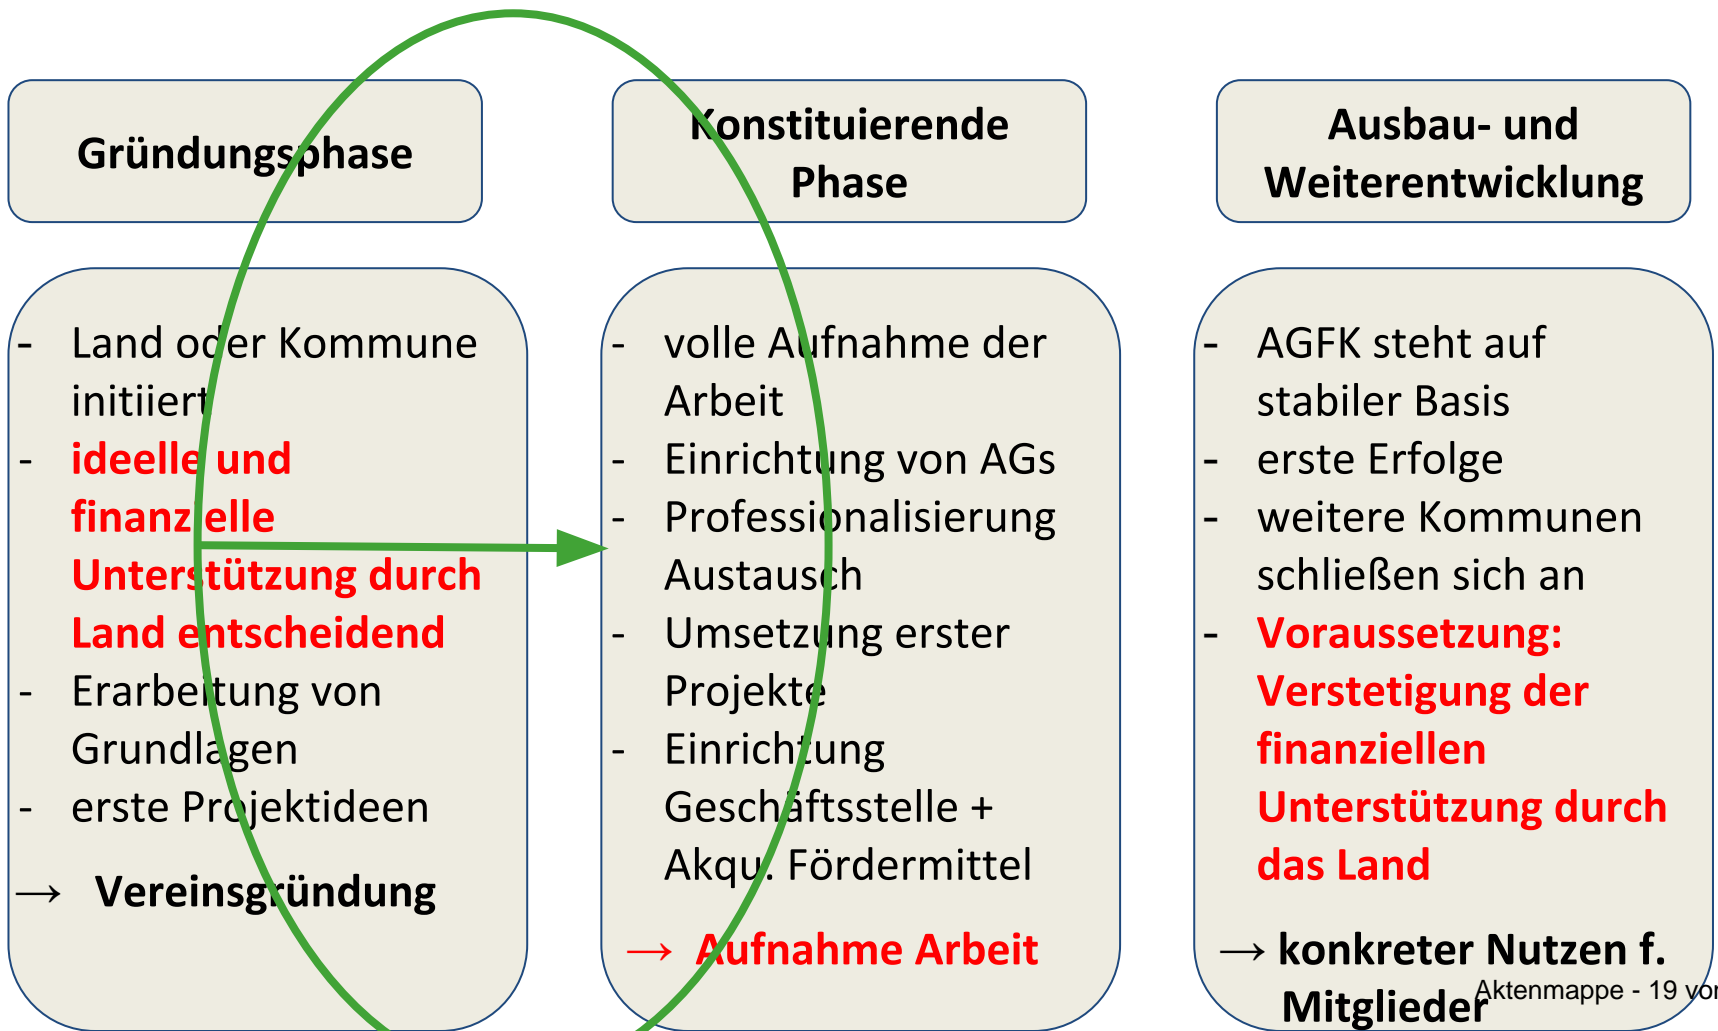 Gründungsphase
- Land oder Kommune
initiiert
- ideelle und
finanzielle
Unterstützung durch
Land entscheidend
- Erarbeitung von
Grundlagen
- erste Projektideen
→ Vereinsgründung
Konstituierende
Phase
- volle Aufnahme der
Arbeit
- Einrichtung von AGs
- Professionalisierung
Austausch
- Umsetzung erster
Projekte
- Einrichtung
Geschäftsstelle +
Akqu. Fördermittel
→ Aufnahme Arbeit
Ausbau- und
Weiterentwicklung
- AGFK steht auf
stabiler Basis
- erste Erfolge
- weitere Kommunen
schließen sich an
- Voraussetzung:
Verstetigung der
finanziellen
Unterstützung durch
das Land
→ konkreter Nutzen f.
Mitglieder
Aktenmappe - 19 von